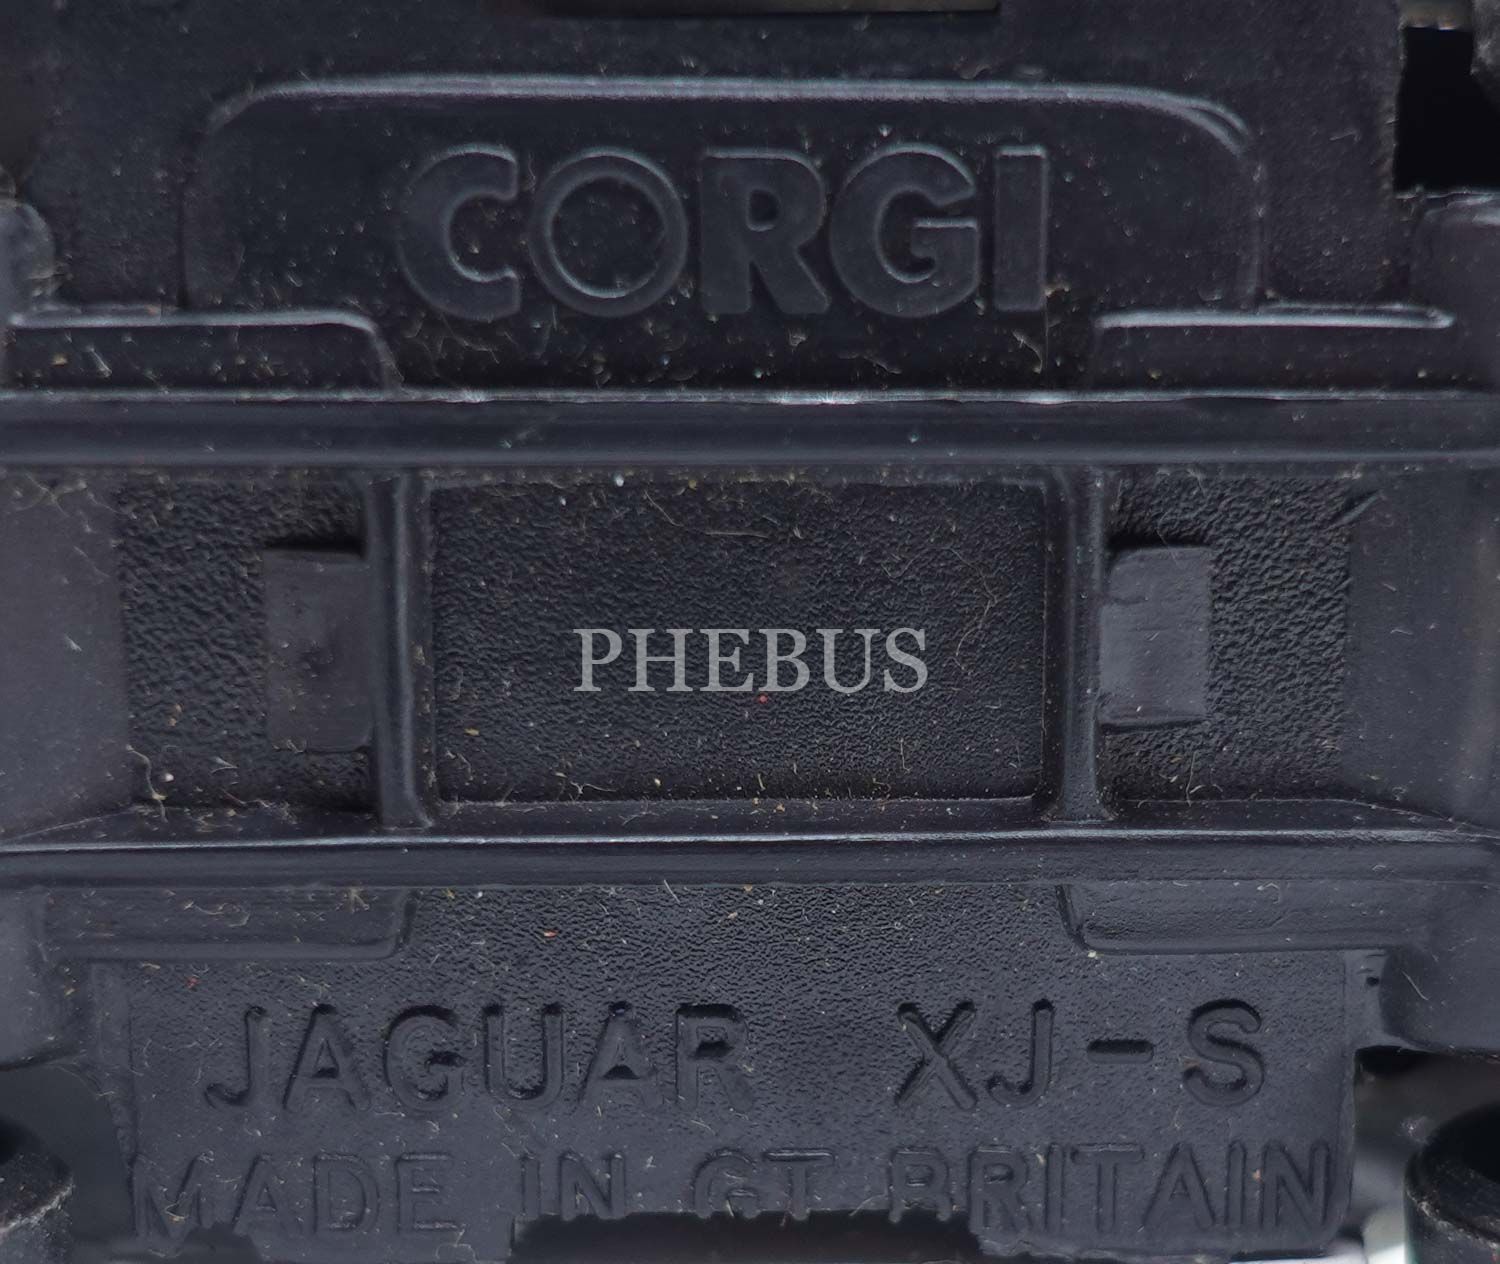 CORGI
PHEBUS
JAGUAR XJ-S
MADE IN GT BRITAIN